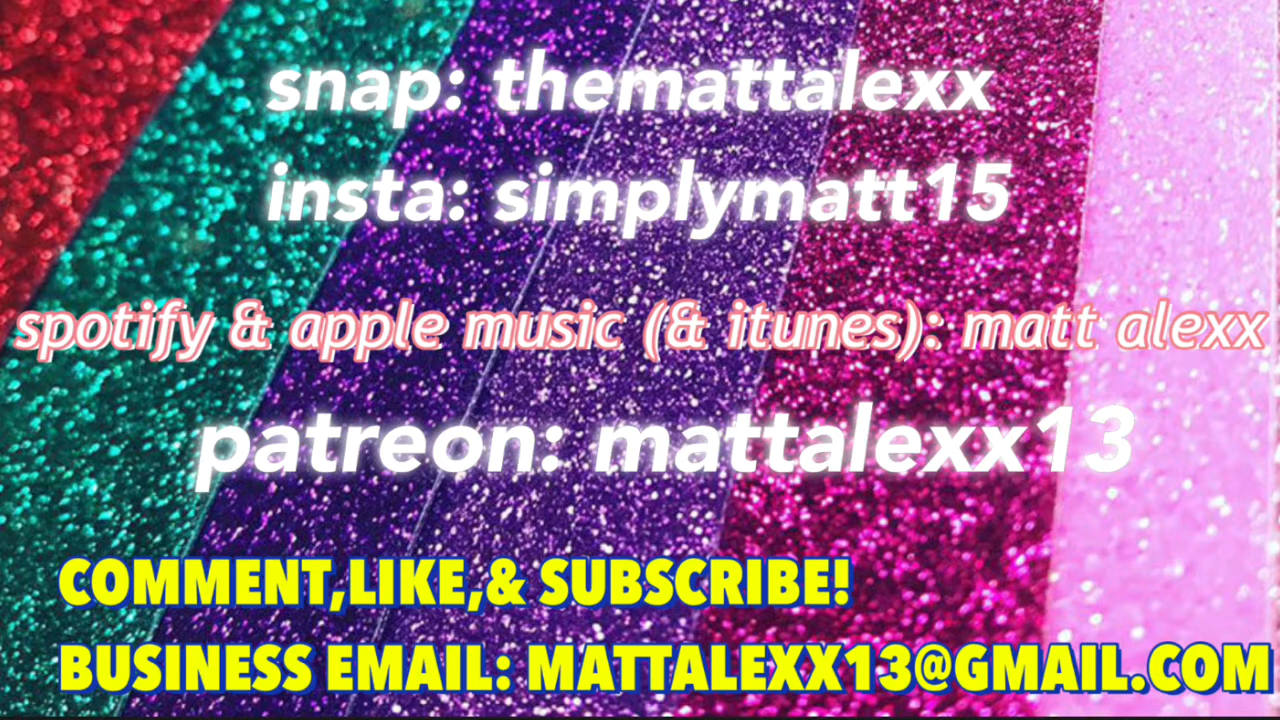 snap: themattalexx
insta: simplymatt15
spotify & apple music (& itunes): matt alexx
patreon: mattalexx13
COMMENT,LIKE,& SUBSCRIBE!
BUSINESS EMAIL: MATTALEXX13@GMAIL.COM